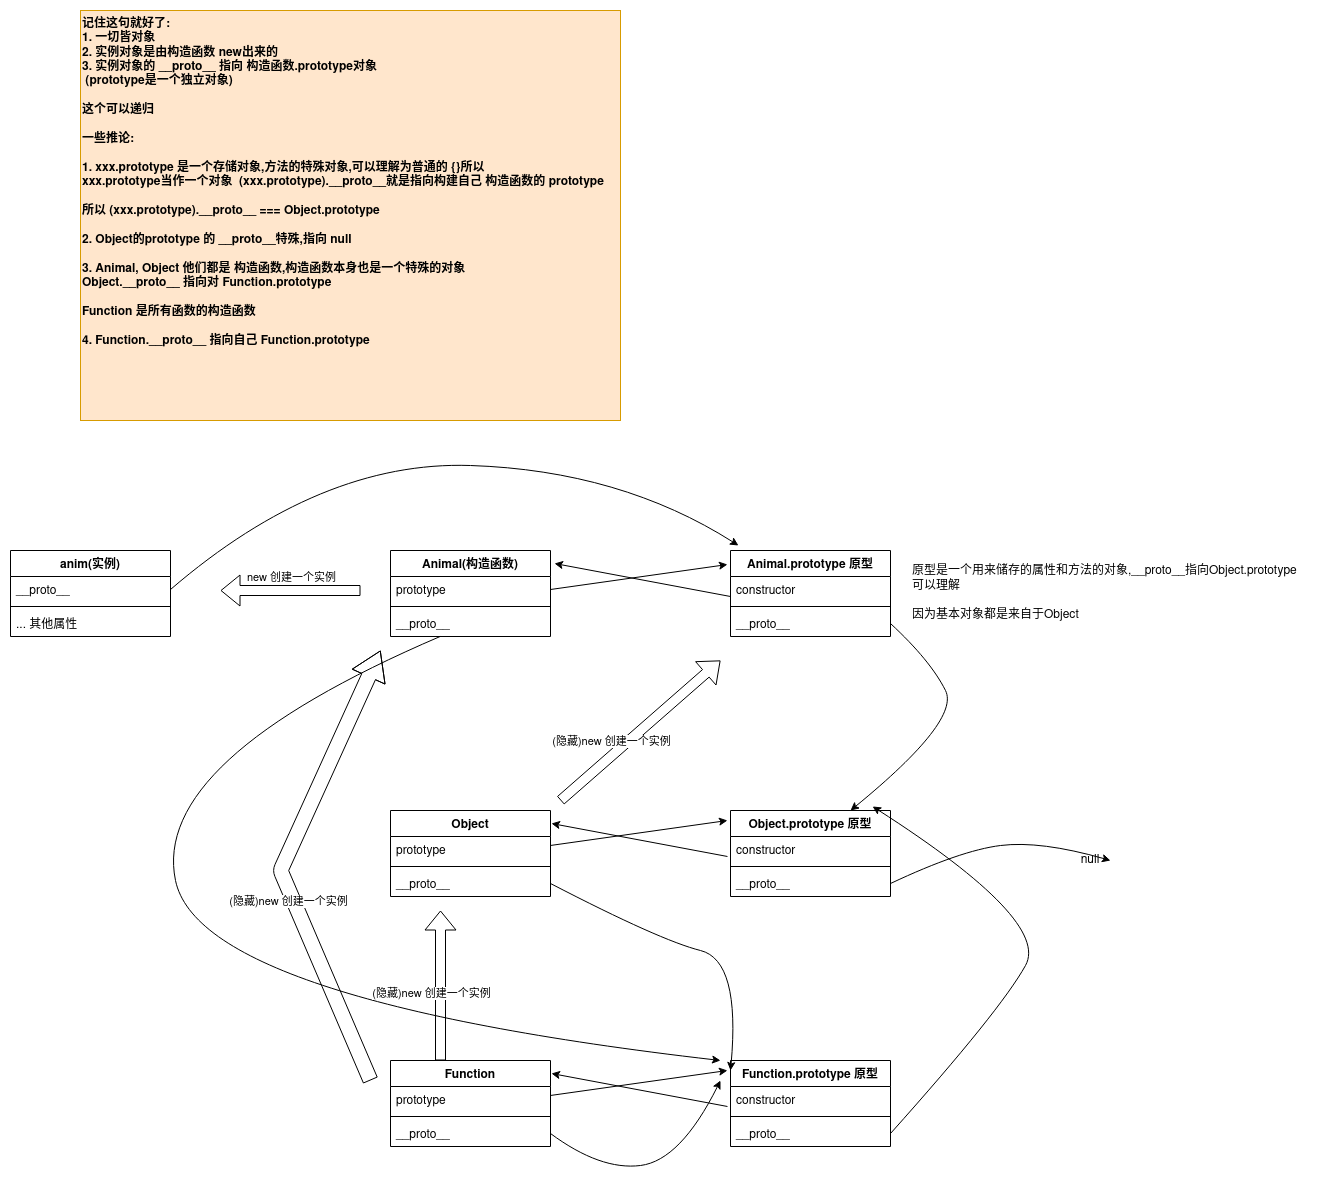 记住这句就好了:
1. 一切皆对象
2. 实例对象是由构造函数 new出来的
3. 实例对象的 __proto__ 指向 构造函数.prototype对象
(prototype是一个独立对象)
这个可以递归
一些推论:
1. xxx.prototype 是一个存储对象,方法的特殊对象,可以理解为普通的 {}所以
xxx.prototype当作一个对象 (xxx.prototype).__proto__就是指向构建自己 构造函数的 prototype
所以 (xxx.prototype).__proto__ === Object.prototype
2. Object的prototype 的 __proto__特殊,指向 null
3. Animal, Object 他们都是 构造函数,构造函数本身也是一个特殊的对象
Object.__proto__ 指向对 Function.prototype
Function 是所有函数的构造函数
4. Function.__proto__ 指向自己 Function.prototype
anim(实例)
__proto__
... 其他属性
new 创建一个实例
Animal(构造函数)
prototype
__proto__
Animal.prototype 原型
constructor
__proto__
原型是一个用来储存的属性和方法的对象,__proto__指向Object.prototype
可以理解
因为基本对象都是来自于Object
(隐藏)new 创建一个实例
Object
prototype
__proto__
Object.prototype 原型
constructor
__proto__
null
(隐藏)new 创建一个实例
(隐藏)new 创建一个实例
Function
prototype
__proto__
Function.prototype 原型
constructor
__proto__